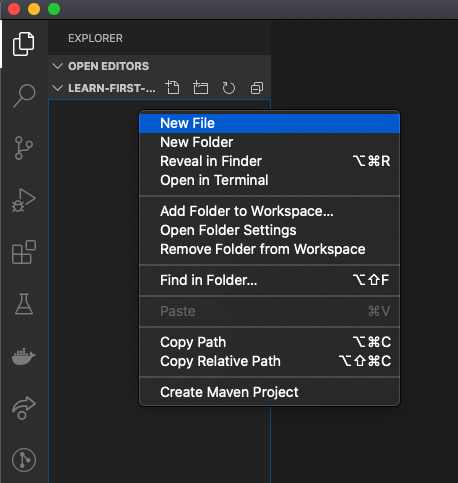 EXPLORER
OPEN EDITORS
LEARN-FIRST-...
New File
New Folder
Reveal in Finder ⌥⌘R
Open in Terminal
Add Folder to Workspace...
Open Folder Settings
Remove Folder from Workspace
Find in Folder... ⌥⇧F
Paste ⌘V
Copy Path ⌥⌘C
Copy Relative Path ⌥⇧⌘C
Create Maven Project